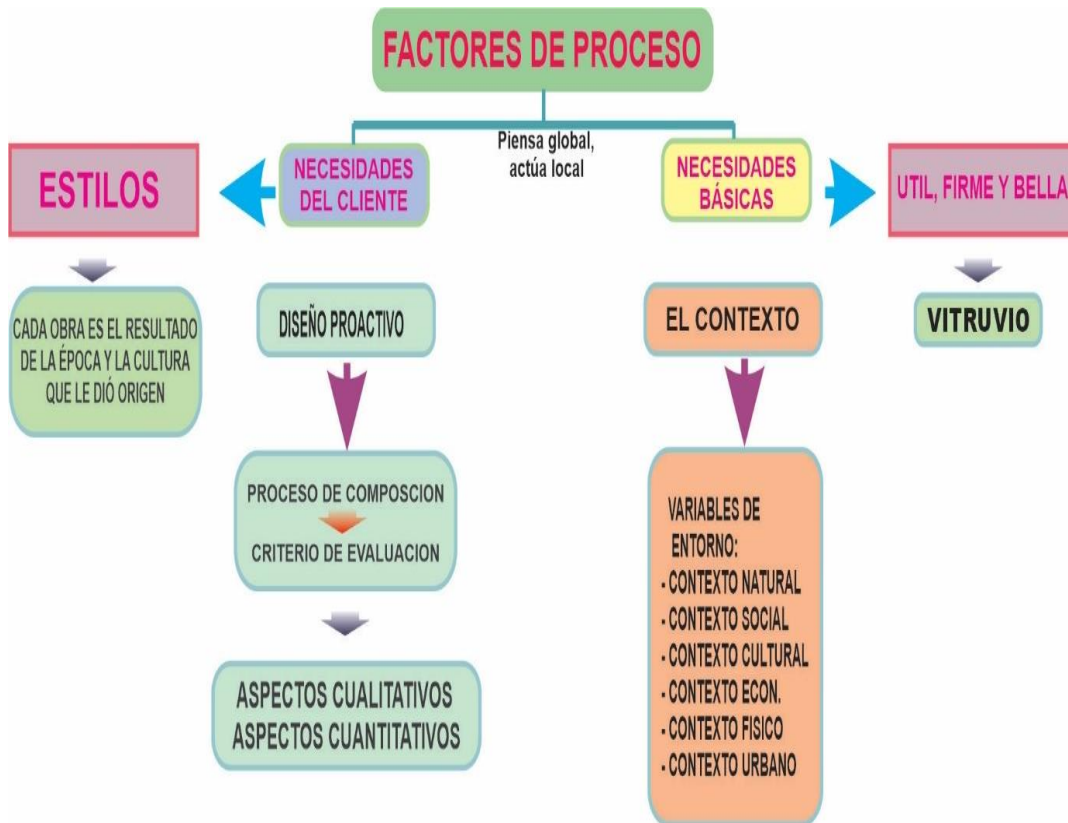 FACTORES DE PROCESO
Piensa global,
actúa local
ESTILOS
NECESIDADES
DEL CLIENTE
NECESIDADES
BÁSICAS
UTIL, FIRME Y BELLA
CADA OBRA ES EL RESULTADO
DE LA ÉPOCA Y LA CULTURA
QUE LE DIÓ ORIGEN
DISEÑO PROACTIVO
EL CONTEXTO
VITRUVIO
PROCESO DE COMPOSCION
CRITERIO DE EVALUACION
ASPECTOS CUALITATIVOS
ASPECTOS CUANTITATIVOS
VARIABLES DE
ENTORNO:
- CONTEXTO NATURAL
- CONTEXTO SOCIAL
- CONTEXTO CULTURAL
- CONTEXTO ECON.
- CONTEXTO FISICO
- CONTEXTO URBANO